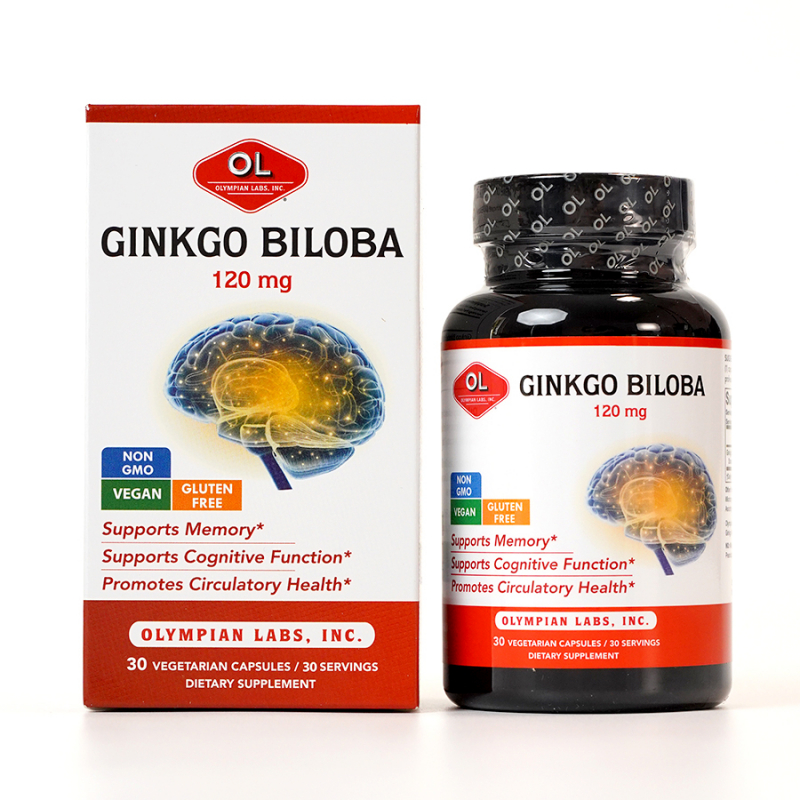 OL
OLYMPIAN LABS, INC.
GINKGO BILOBA
120 mg
NON
GMO
VEGAN
GLUTEN
FREE
Supports Memory*
Supports Cognitive Function*
Promotes Circulatory Health*
OLYMPIAN LABS, INC.
30 VEGETARIAN CAPSULES / 30 SERVINGS
DIETARY SUPPLEMENT
OL
OLYMPIAN LABS, INC.
GINKGO BILOBA
120 mg
NON
GMO
VEGAN
GLUTEN
FREE
Supports Memory*
Supports Cognitive Function*
Promotes Circulatory Health*
OLYMPIAN LABS, INC.
30 VEGETARIAN CAPSULES / 30 SERVINGS
DIETARY SUPPLEMENT